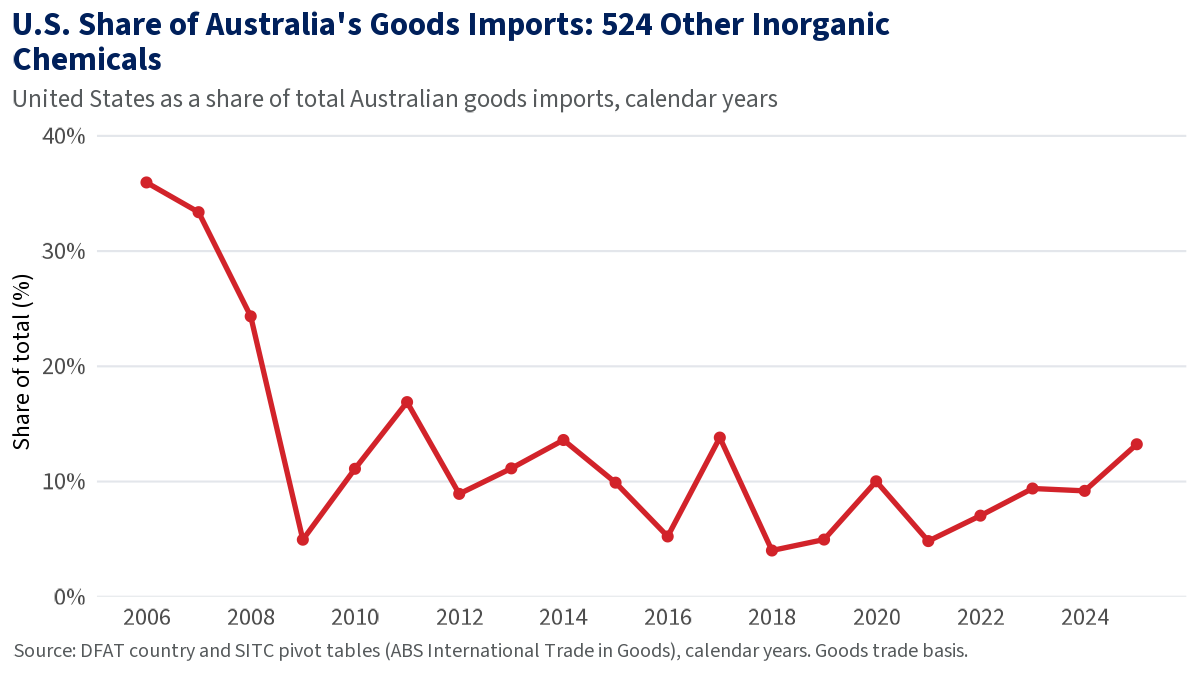 U.S. Share of Australia's Goods Imports: 524 Other Inorganic
Chemicals
United States as a share of total Australian goods imports, calendar years
Share of total (%)
40%
30%
20%
10%
0%
2006 2008 2010 2012 2014 2016 2018 2020 2022 2024
Source: DFAT country and SITC pivot tables (ABS International Trade in Goods), calendar years. Goods trade basis.